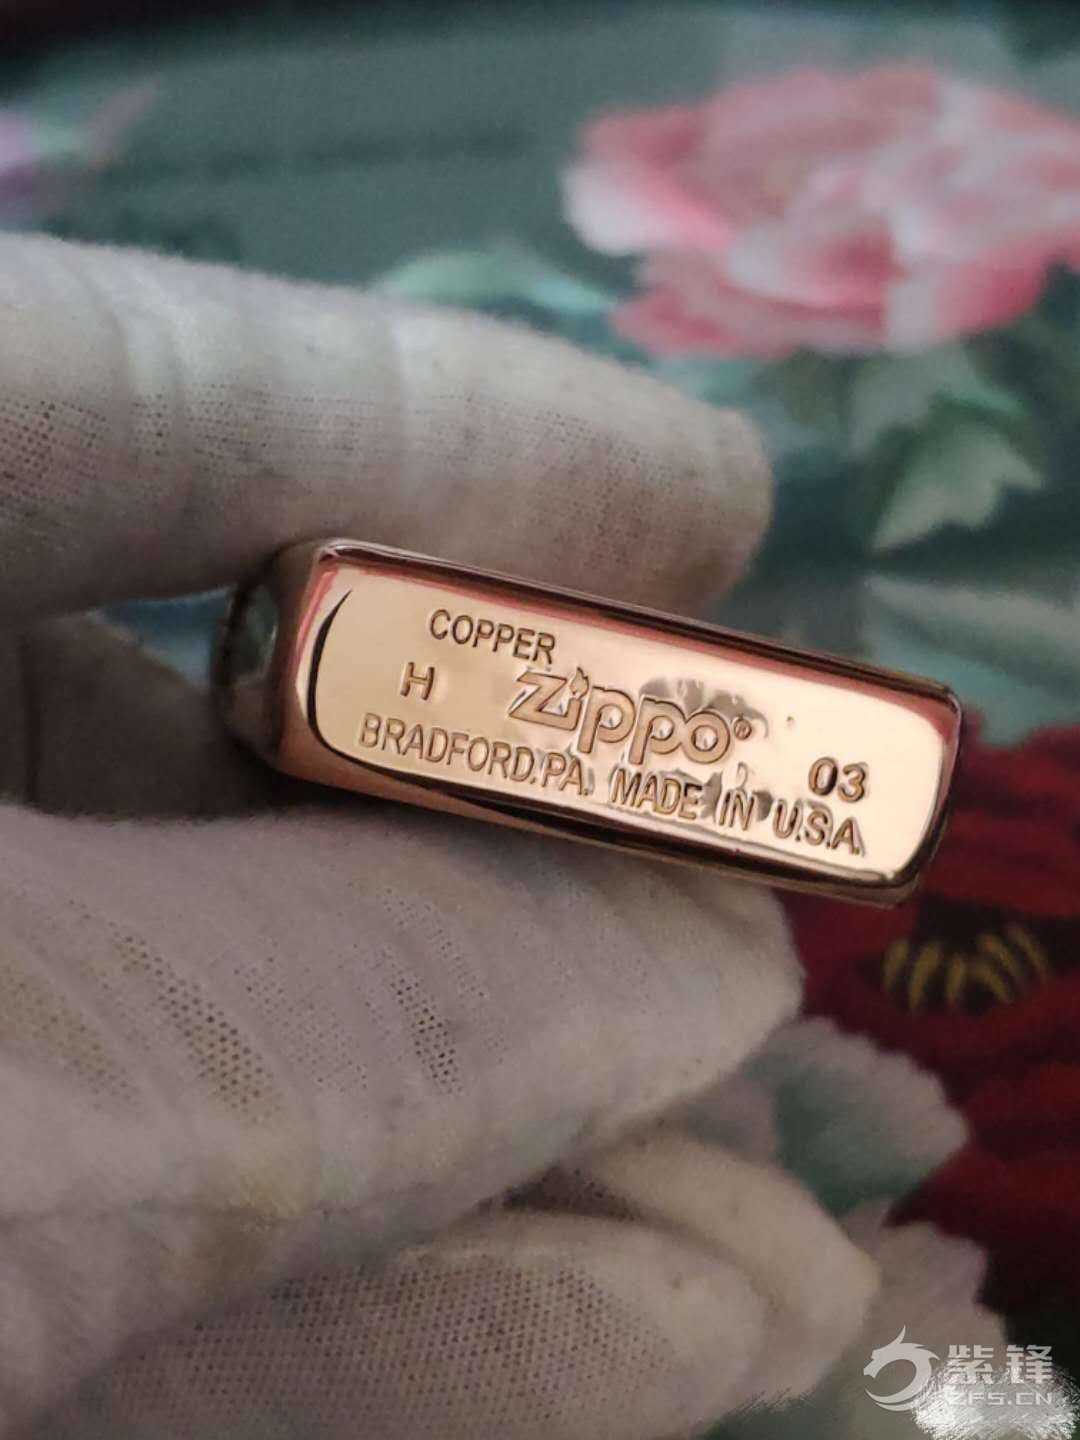 COPPER
H Zippo® 03
BRADFORD.PA. MADE IN U.S.A.
紫锋
ZFS.CN